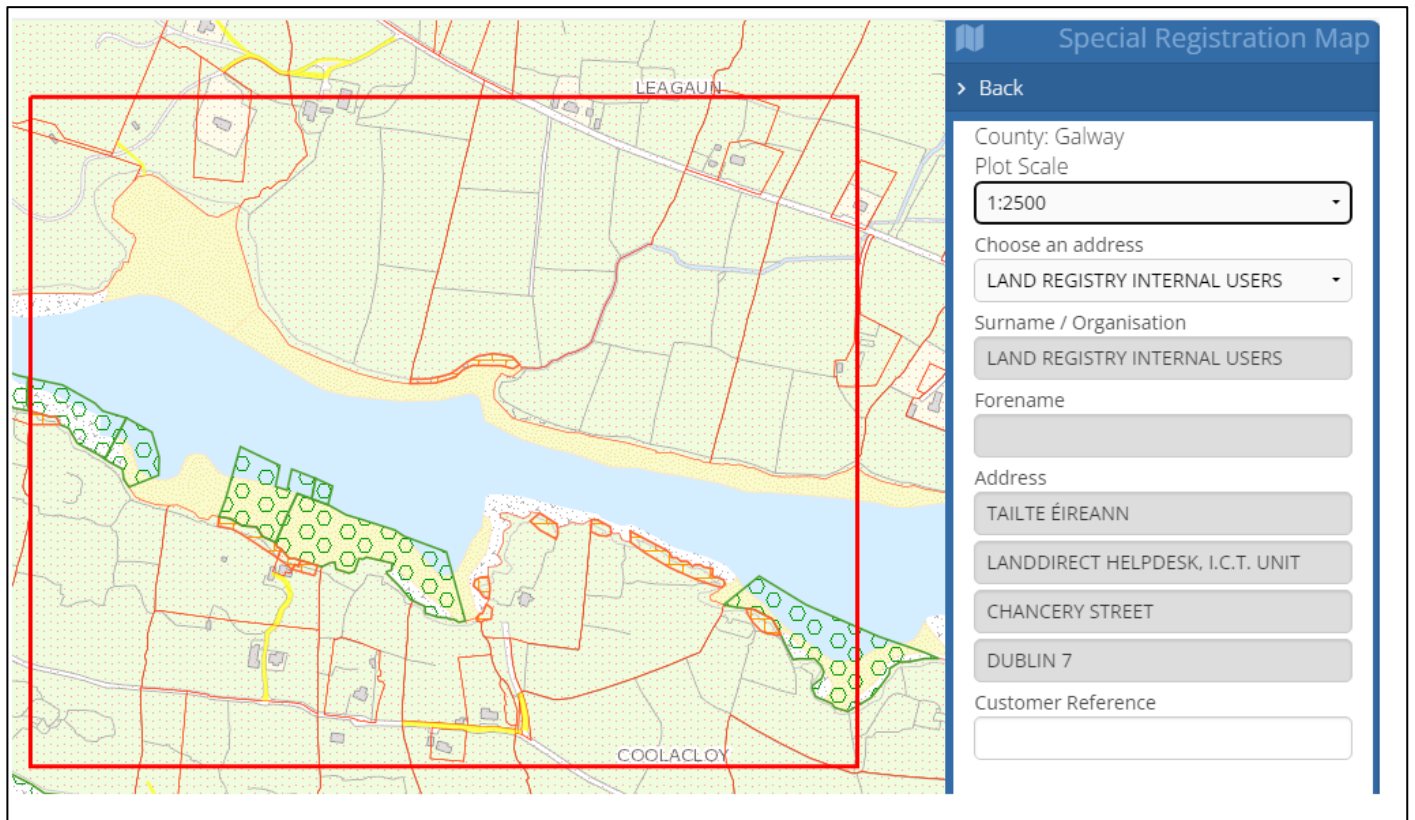 LEAGAUN
COOLACLOY
Special Registration Map
> Back
County: Galway
Plot Scale
1:2500
Choose an address
LAND REGISTRY INTERNAL USERS
Surname / Organisation
LAND REGISTRY INTERNAL USERS
Forename
Address
TAILTE ÉIREANN
LANDDIRECT HELPDESK, I.C.T. UNIT
CHANCERY STREET
DUBLIN 7
Customer Reference